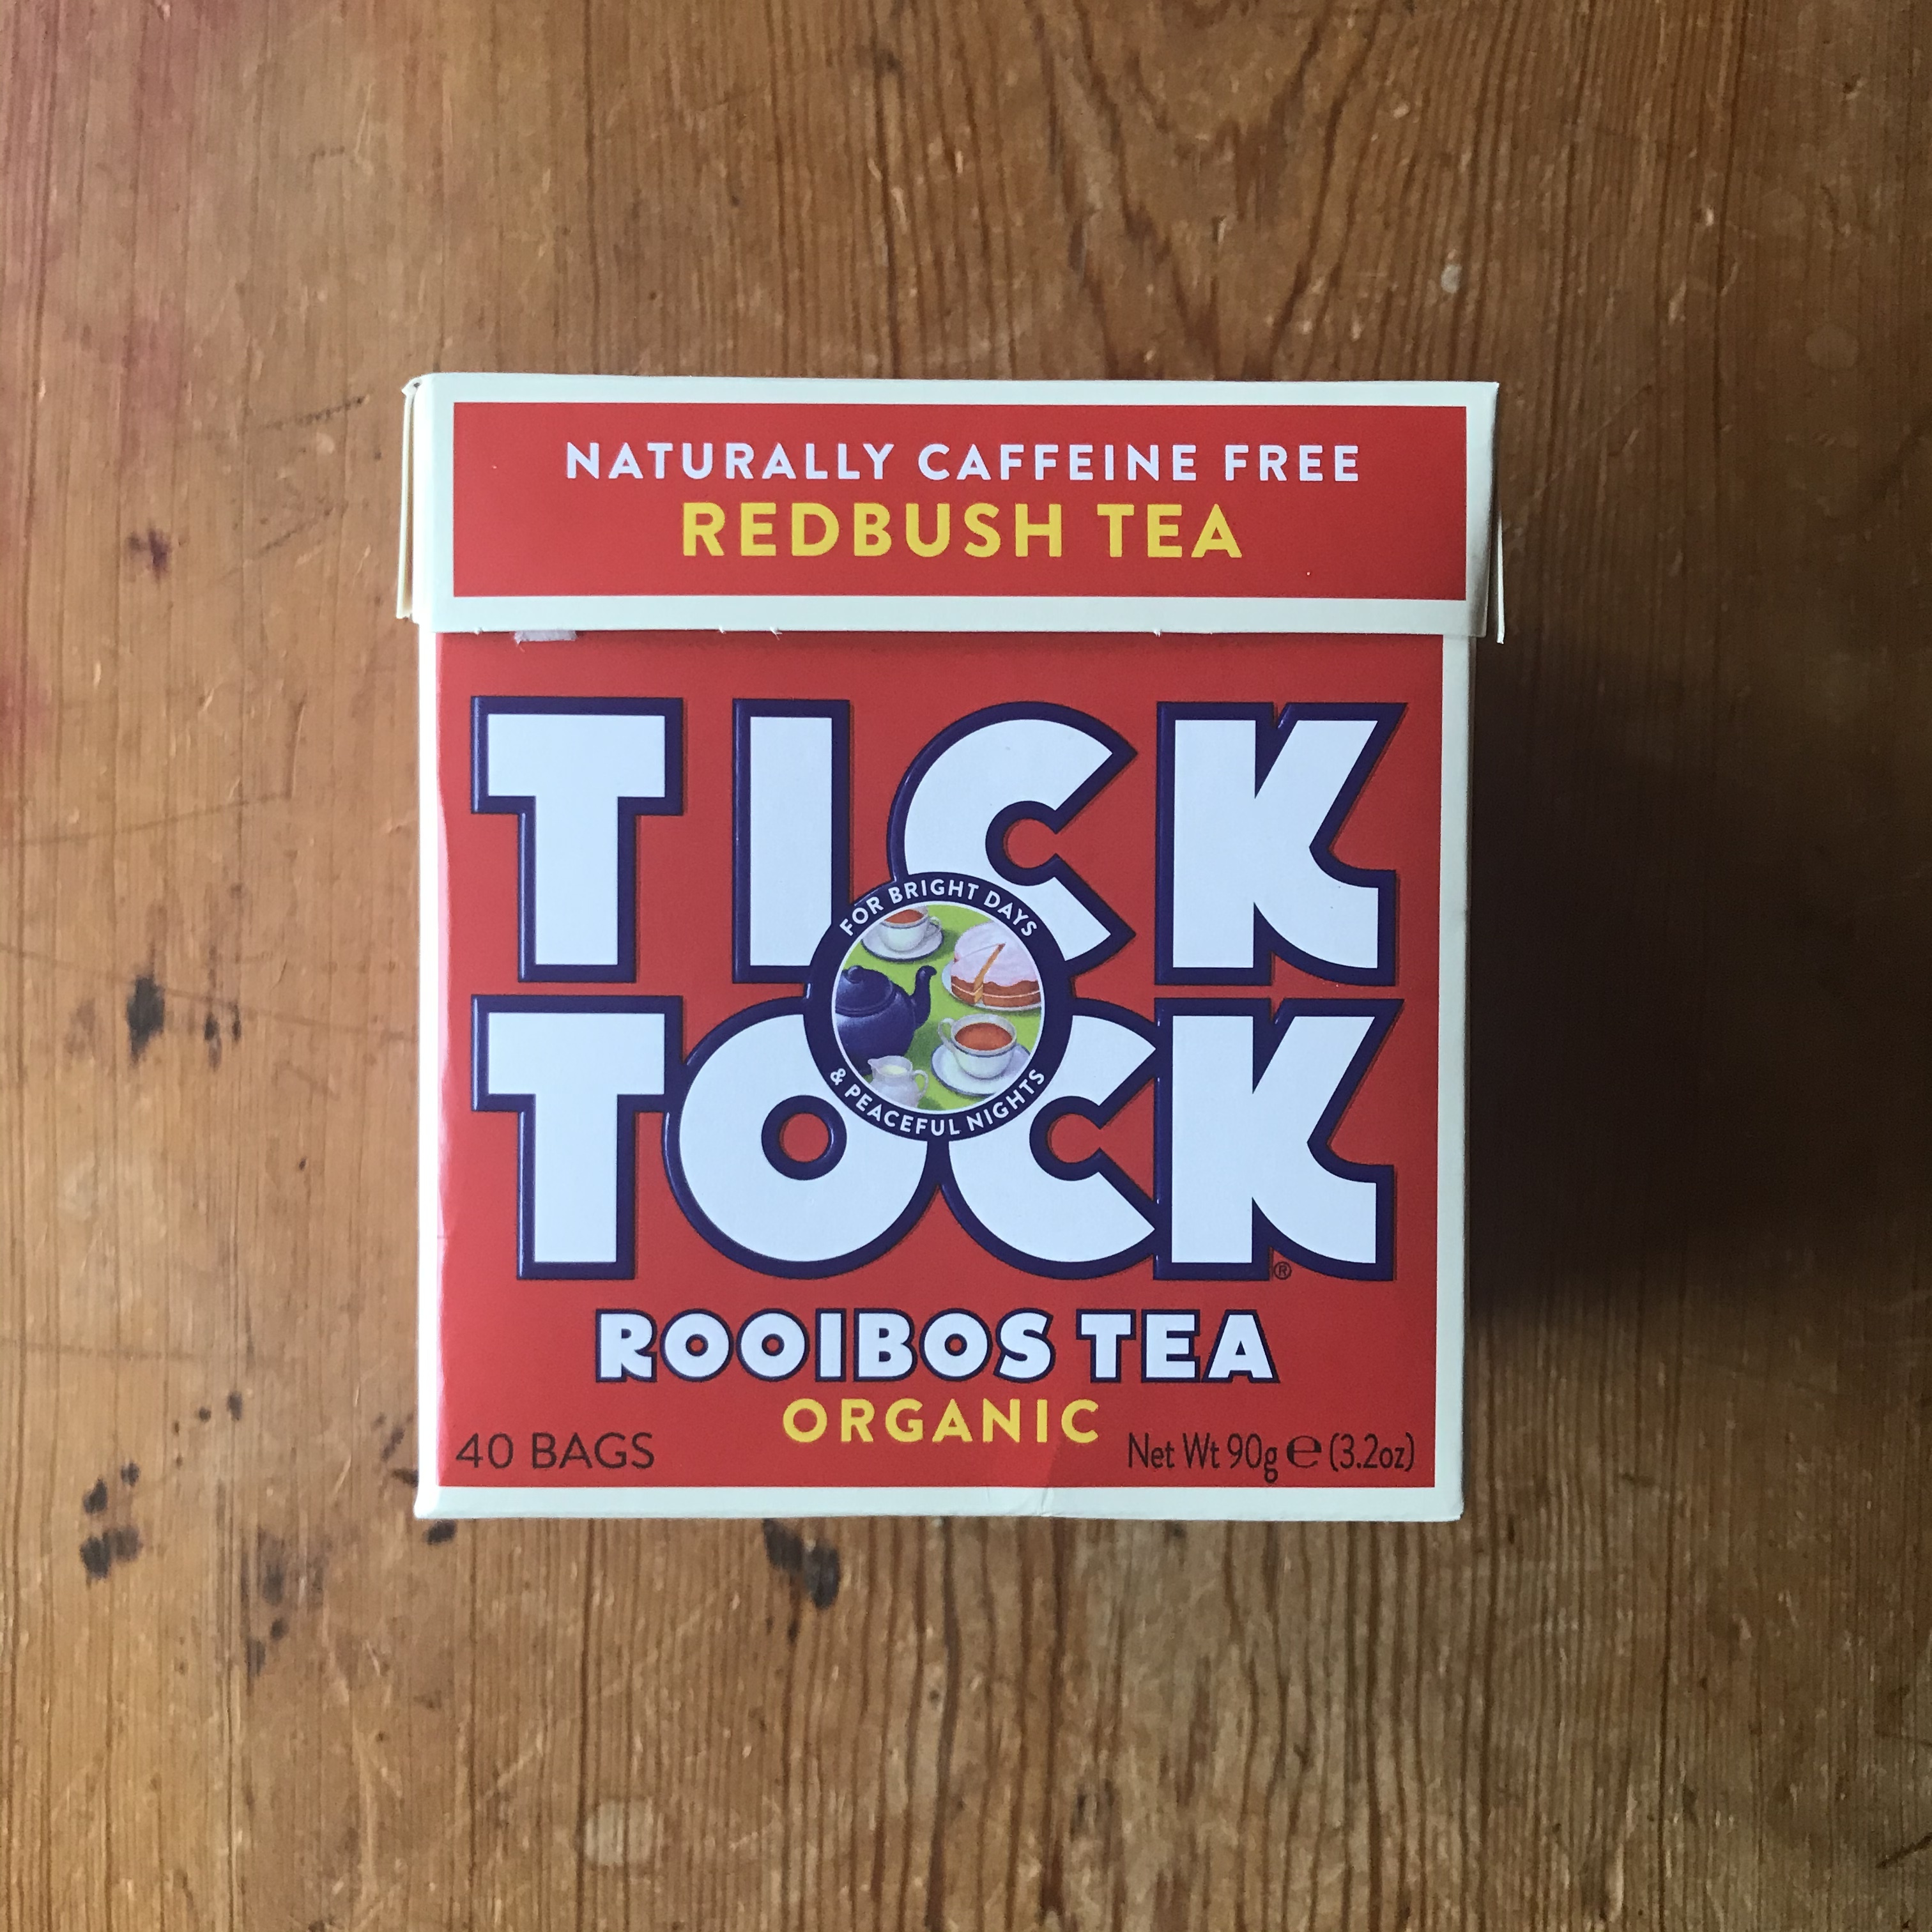 NATURALLY CAFFEINE FREE
REDBUSH TEA
TICK
FOR BRIGHT DAYS
& PEACEFUL NIGHTS
TOCK®
ROOIBOS TEA
ORGANIC
40 BAGS
Net Wt 90g ℮ (3.2oz)